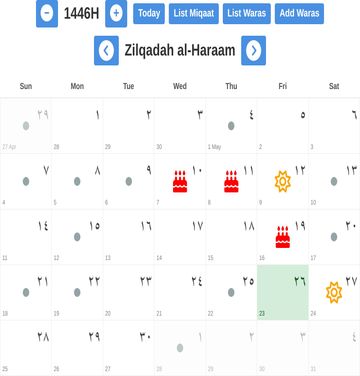 − 1446H + Today List Miqaat List Waras Add Waras
Zilqadah al-Haraam
Sun Mon Tue Wed Thu Fri Sat
٢٩ ١ ٢ ٣ ٤ ٥ ٦
27 Apr 28 29 30 1 May 2 3
٧ ٨ ٩ ١٠ ١١ ١٢ ١٣
4 5 6 7 8 9 10
١٤ ١٥ ١٦ ١٧ ١٨ ١٩ ٢٠
11 12 13 14 15 16 17
٢١ ٢٢ ٢٣ ٢٤ ٢٥ ٢٦ ٢٧
18 19 20 21 22 23 24
٢٨ ٢٩ ٣٠ ١ ٢ ٣ ٤
25 26 27 28 29 30 31